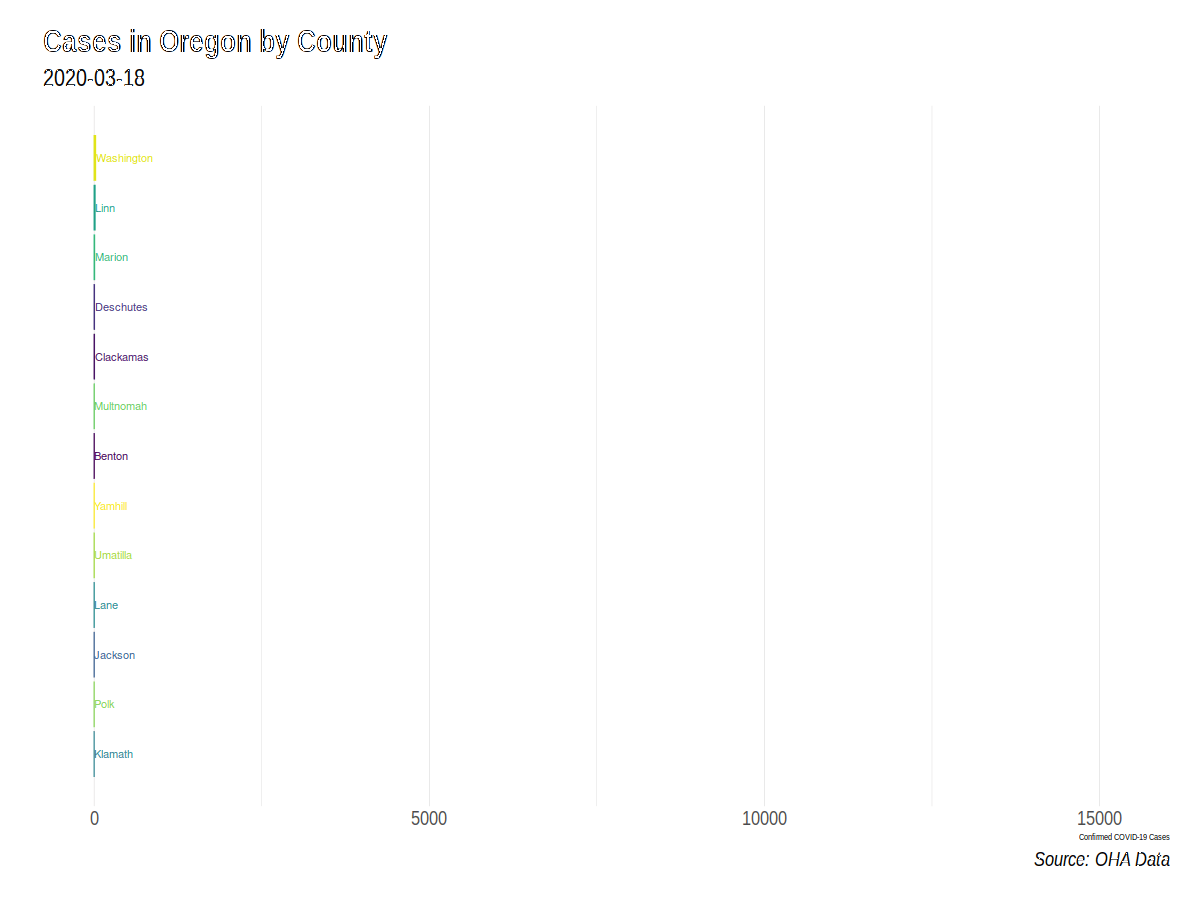 Cases in Oregon by County
2020-03-18
Washington
Linn
Marion
Deschutes
Clackamas
Multnomah
Benton
Yamhill
Umatilla
Lane
Jackson
Polk
Klamath
0 5000 10000 15000
Confirmed COVID-19 Cases
Source: OHA Data